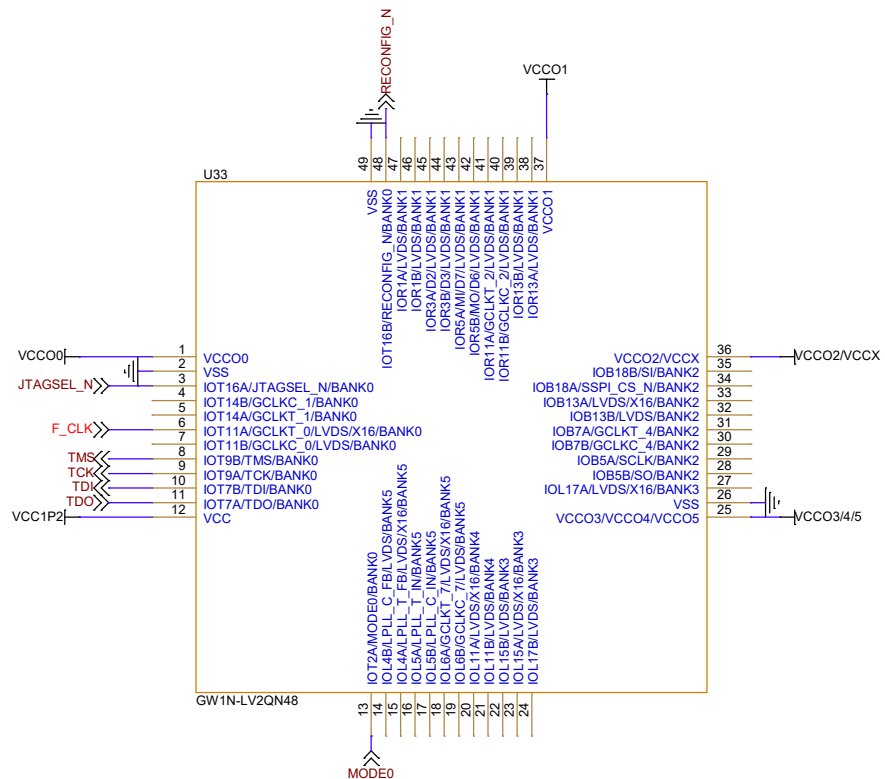 RECONFIG_N
VCCO1
U33
49 VSS
48 IOT16B/RECONFIG_N/BANK0
47 IOR1A/LVDS/BANK1
46 IOR1B/LVDS/BANK1
45 IOR3A/D2/LVDS/BANK1
44 IOR3B/D3/LVDS/BANK1
43 IOR5A/MI/D7/LVDS/BANK1
42 IOR5B/MO/D6/LVDS/BANK1
41 IOR11A/GCLKT_2/LVDS/BANK1
40 IOR11B/GCLKC_2/LVDS/BANK1
39 IOR13B/LVDS/BANK1
38 IOR13A/LVDS/BANK1
37 VCCO1
VCCO0 1 VCCO0
2 VSS
JTAGSEL_N 3 IOT16A/JTAGSEL_N/BANK0
4 IOT14B/GCLKC_1/BANK0
5 IOT14A/GCLKT_1/BANK0
F_CLK 6 IOT11A/GCLKT_0/LVDS/X16/BANK0
7 IOT11B/GCLKC_0/LVDS/BANK0
TMS 8 IOT9B/TMS/BANK0
TCK 9 IOT9A/TCK/BANK0
TDI 10 IOT7B/TDI/BANK0
TDO 11 IOT7A/TDO/BANK0
VCC1P2 12 VCC
VCCO2/VCCX 36 VCCO2/VCCX
IOB18B/SI/BANK2 35
IOB18A/SSPI_CS_N/BANK2 34
IOB13A/LVDS/X16/BANK2 33
IOB13B/LVDS/BANK2 32
IOB7A/GCLKT_4/BANK2 31
IOB7B/GCLKC_4/BANK2 30
IOB5A/SCLK/BANK2 29
IOB5B/SO/BANK2 28
IOL17A/LVDS/X16/BANK3 27
VSS 26
VCCO3/VCCO4/VCCO5 25 VCCO3/4/5
IOT2A/MODE0/BANK0 13
IOL4B/LPLL_C_FB/LVDS/BANK5 14
IOL4A/LPLL_T_FB/LVDS/X16/BANK5 15
IOL5A/LPLL_T_IN/BANK5 16
IOL5B/LPLL_C_IN/BANK5 17
IOL6A/GCLKT_7/LVDS/X16/BANK5 18
IOL6B/GCLKC_7/LVDS/BANK5 19
IOL11A/LVDS/X16/BANK4 20
IOL11B/LVDS/BANK4 21
IOL15B/LVDS/BANK3 22
IOL15A/LVDS/X16/BANK3 23
IOL17B/LVDS/BANK3 24
GW1N-LV2QN48
MODE0